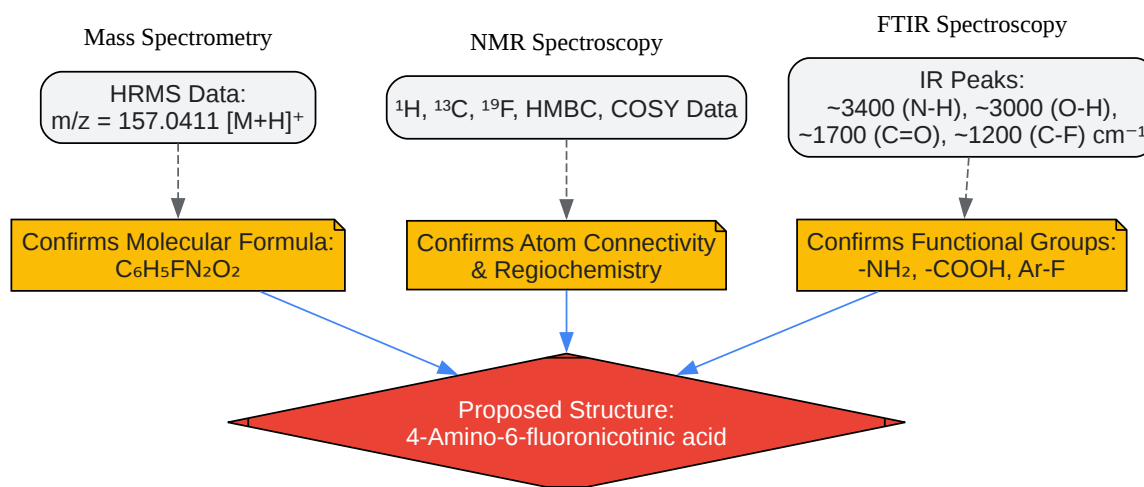 Mass Spectrometry
HRMS Data:
m/z = 157.0411 [M+H]⁺
Confirms Molecular Formula:
C₆H₅FN₂O₂
NMR Spectroscopy
¹H, ¹³C, ¹⁹F, HMBC, COSY Data
Confirms Atom Connectivity
& Regiochemistry
FTIR Spectroscopy
IR Peaks:
~3400 (N-H), ~3000 (O-H),
~1700 (C=O), ~1200 (C-F) cm⁻¹
Confirms Functional Groups:
-NH₂, -COOH, Ar-F
Proposed Structure:
4-Amino-6-fluoronicotinic acid